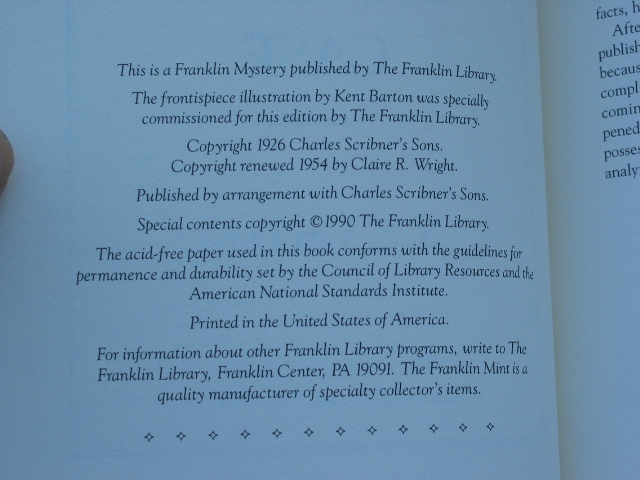 This is a Franklin Mystery published by The Franklin Library.
The frontispiece illustration by Kent Barton was specially
commissioned for this edition by The Franklin Library.
Copyright 1926 Charles Scribner's Sons.
Copyright renewed 1954 by Claire R. Wright.
Published by arrangement with Charles Scribner's Sons.
Special contents copyright ©1990 The Franklin Library.
The acid-free paper used in this book conforms with the guidelines for
permanence and durability set by the Council of Library Resources and the
American National Standards Institute.
Printed in the United States of America.
For information about other Franklin Library programs, write to The
Franklin Library, Franklin Center, PA 19091. The Franklin Mint is a
quality manufacturer of specialty collector's items.
facts, h
Afte
publish
becaus
compl
comin
pened
posses
analy